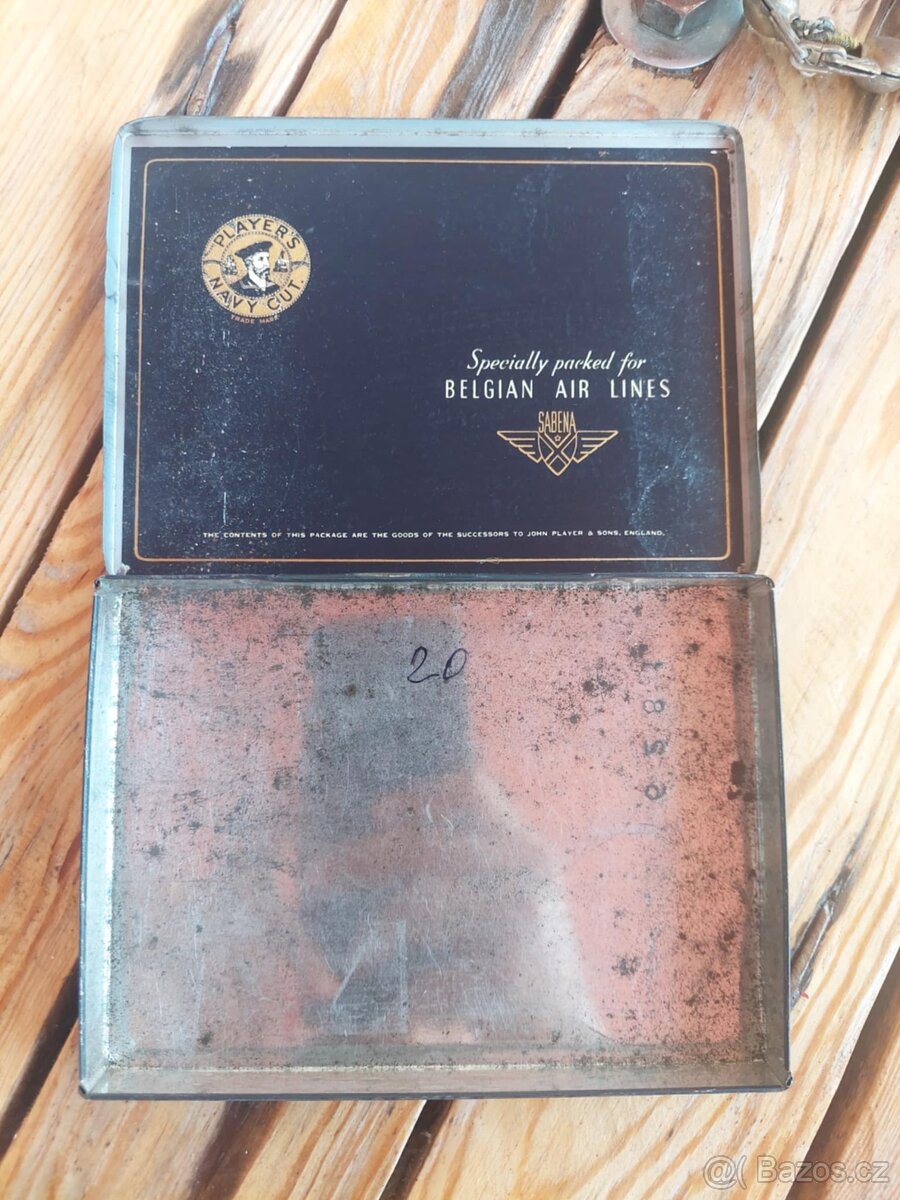 PLAYER'S
NAVY CUT
TRADE MARK
Specially packed for
BELGIAN AIR LINES
SABENA
THE CONTENTS OF THIS PACKAGE ARE THE GOODS OF THE SUCCESSORS TO JOHN PLAYER & SONS, ENGLAND.
20
@ Bazos.cz